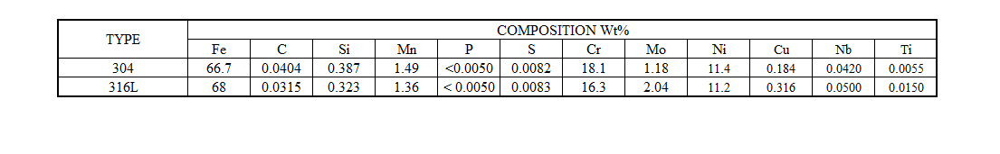 TYPE COMPOSITION Wt%
Fe C Si Mn P S Cr Mo Ni Cu Nb Ti
304 66.7 0.0404 0.387 1.49 <0.0050 0.0082 18.1 1.18 11.4 0.184 0.0420 0.0055
316L 68 0.0315 0.323 1.36 < 0.0050 0.0083 16.3 2.04 11.2 0.316 0.0500 0.0150